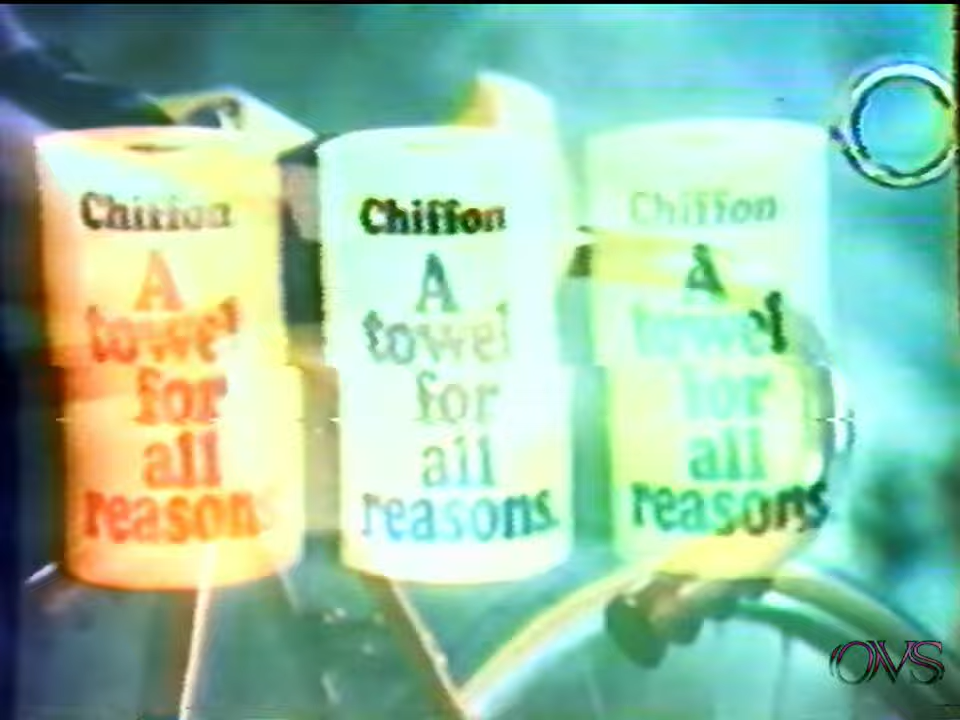 Chiffon
A
towel
for
all
reasons.
Chiffon
A
towel
for
all
reasons.
Chiffon
A
towel
for
all
reasons.
OVS